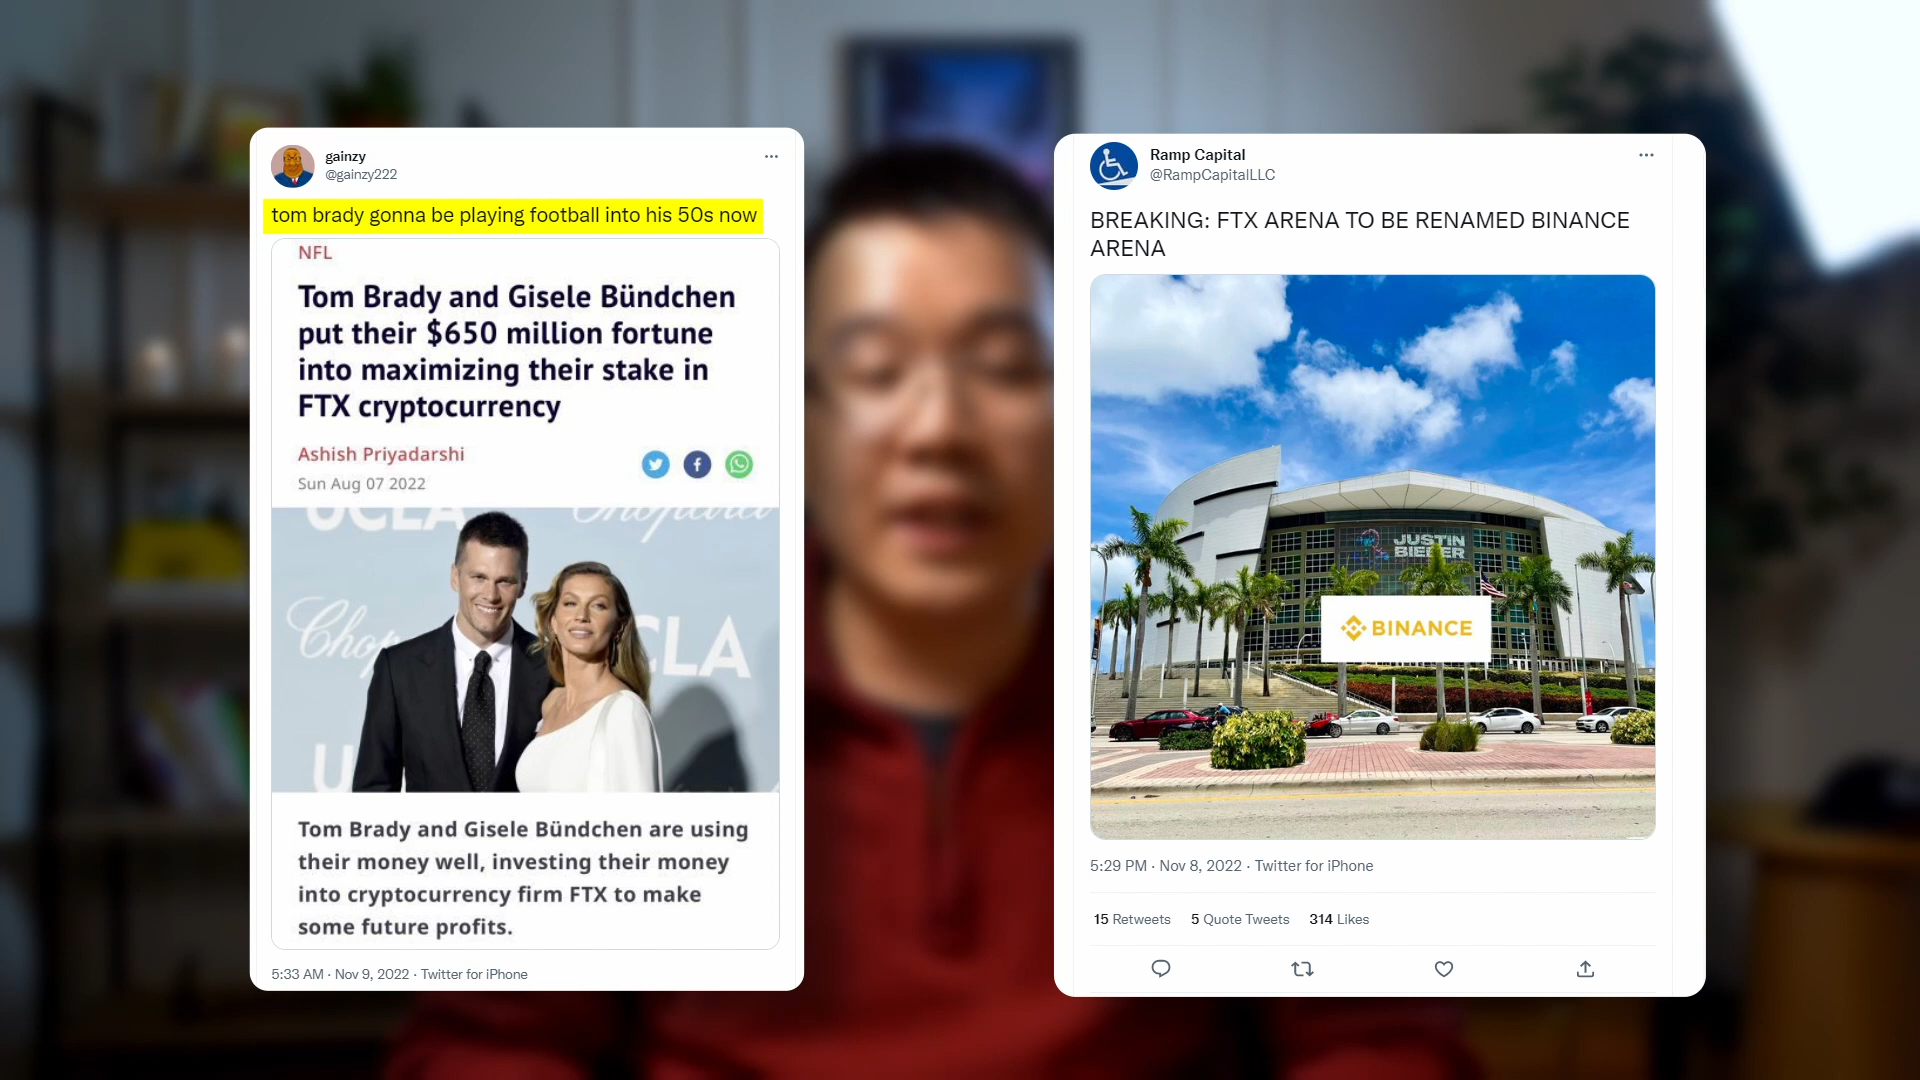 gainzy
@gainzy222
tom brady gonna be playing football into his 50s now
NFL
Tom Brady and Gisele Bündchen
put their $650 million fortune
into maximizing their stake in
FTX cryptocurrency
Ashish Priyadarshi
Sun Aug 07 2022
UCLA
Chopard
Chop
CLA
U
Tom Brady and Gisele Bündchen are using
their money well, investing their money
into cryptocurrency firm FTX to make
some future profits.
5:33 AM · Nov 9, 2022 · Twitter for iPhone
Ramp Capital
@RampCapitalLLC
BREAKING: FTX ARENA TO BE RENAMED BINANCE
ARENA
JUSTIN
BIEBER
BINANCE
5:29 PM · Nov 8, 2022 · Twitter for iPhone
15 Retweets 5 Quote Tweets 314 Likes